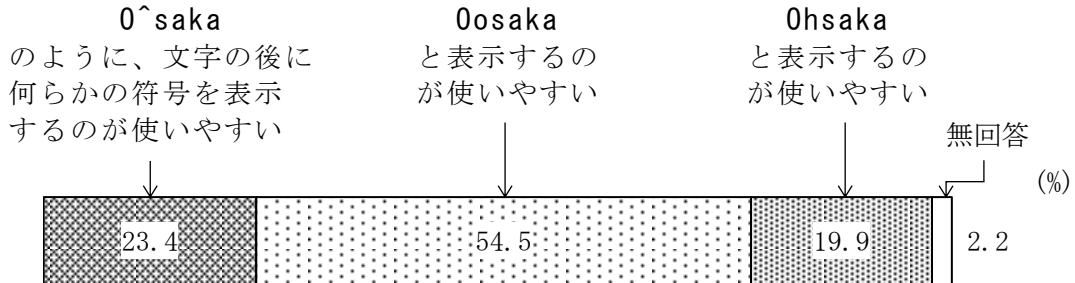 O^saka
のように、文字の後に
何らかの符号を表示
するのが使いやすい
Oosaka
と表示するの
が使いやすい
Ohsaka
と表示するの
が使いやすい
無回答
(%)
23.4
54.5
19.9
2.2